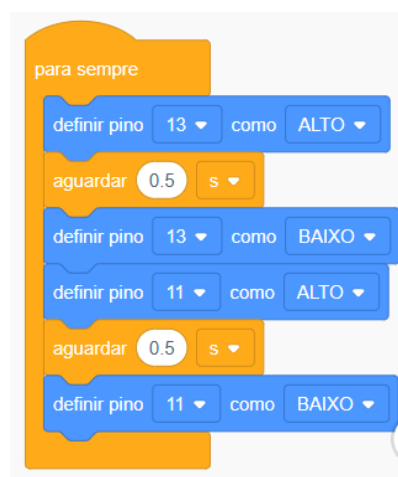 para sempre
definir pino 13 como ALTO
aguardar 0.5 s
definir pino 13 como BAIXO
definir pino 11 como ALTO
aguardar 0.5 s
definir pino 11 como BAIXO